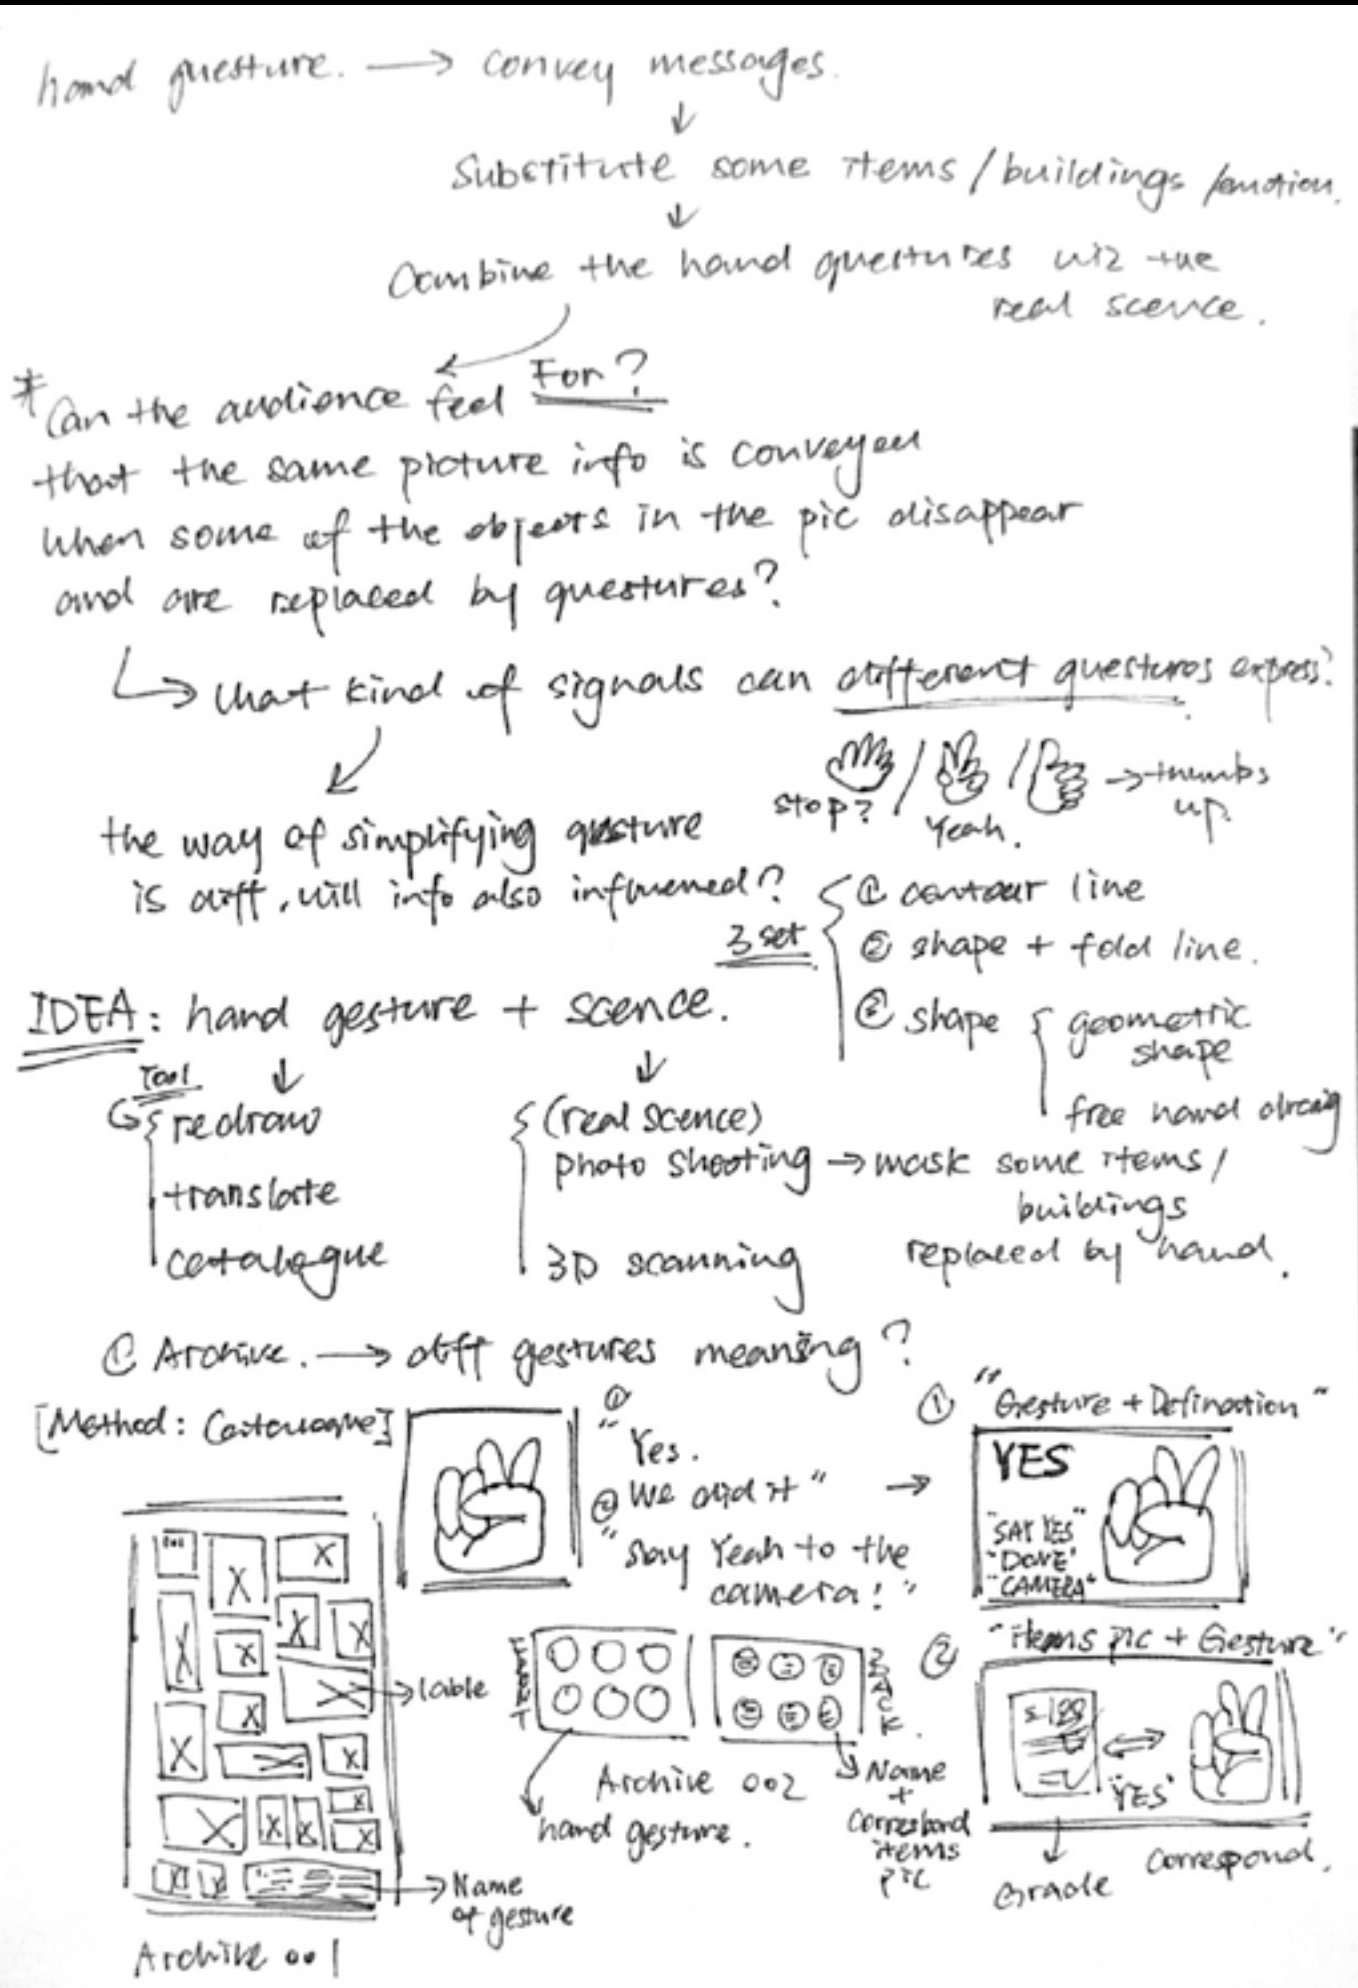 hand guesture. → convey messages.
↓
Substitute some items / buildings / emotion.
↓
Combine the hand guestures wiz the
real scence.
* Can the audience feel For?
that the same picture info is conveyed
when some of the objects in the pic disappear
and are replaced by guestures?
↳ what kind of signals can different guestures express?
stop? / Yeah. / → thumbs
up.
the way of simplifying gusture
is diff, will info also influened?
3 set
① contour line
② shape + fold line.
③ shape { geometric
shape
free hand
IDEA: hand gesture + scence.
Tool
redraw
translate
catalogue
(real scence)
photo shooting → mask some items /
buildings
replaced by hand.
3D scanning
① Archive. → diff gestures meaning?
[Method: Catalogue]
①
"Yes.
② We did it"
"Say Yeah to the
camera!"
→
① "Gesture + Defination"
YES
"SAY YES"
"DONE"
"CAMERA"
② "items pic + Gesture"
"YES"
Grade
correspond.
→ lable
→ Name
of gesture
Archive 001
FRONT
BACK
Archive 002
hand gesture.
Name
+
items
pic